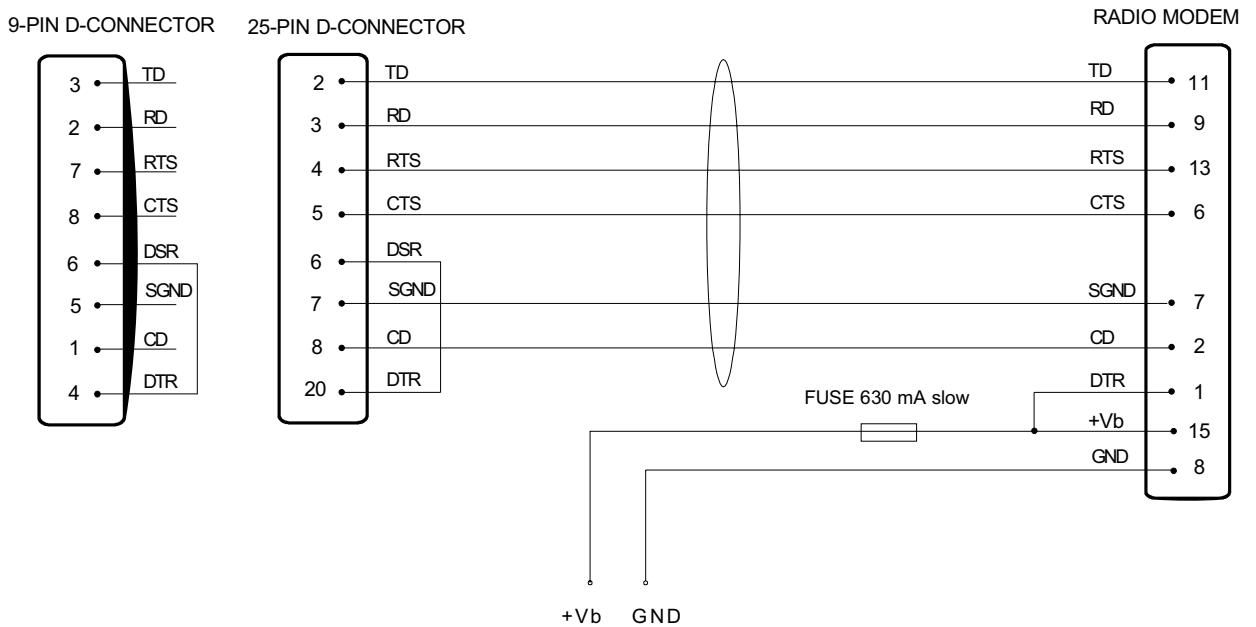 9-PIN D-CONNECTOR
25-PIN D-CONNECTOR
RADIO MODEM
3 TD
2 RD
7 RTS
8 CTS
6 DSR
5 SGND
1 CD
4 DTR
2 TD
3 RD
4 RTS
5 CTS
6 DSR
7 SGND
8 CD
20 DTR
TD 11
RD 9
RTS 13
CTS 6
SGND 7
CD 2
DTR 1
+Vb 15
GND 8
FUSE 630 mA slow
+Vb GND